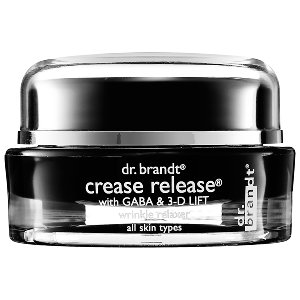 dr. brandt®
crease release®
with GABA & 3-D LIFT
wrinkle relaxer
all skin types
dr.
brandt®